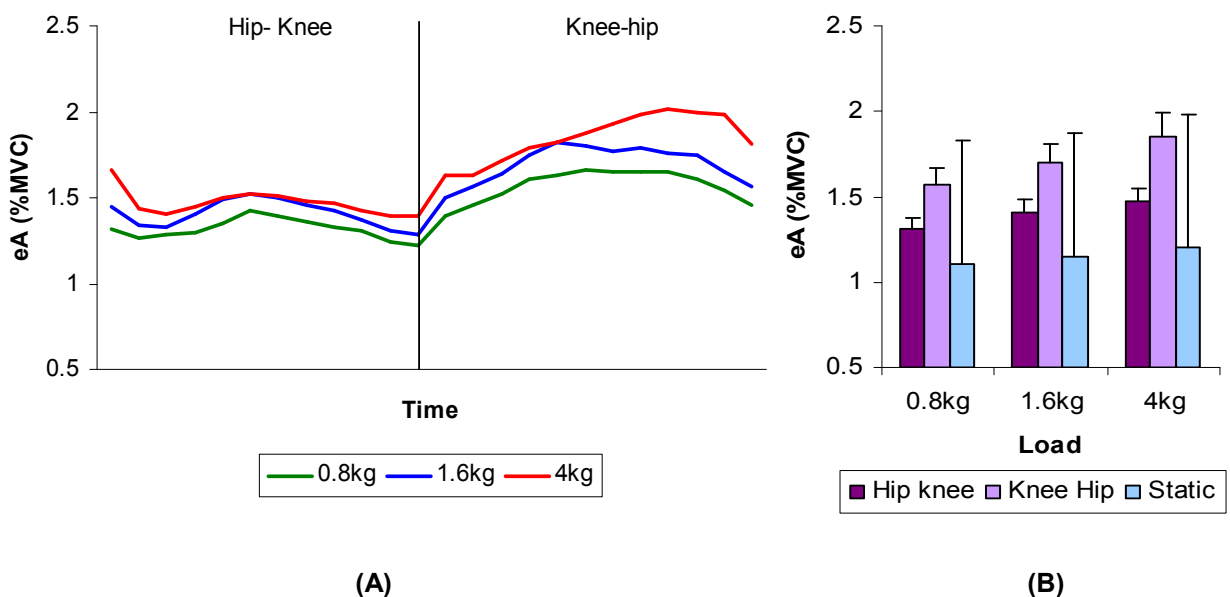 2.5
2
1.5
1
0.5
eA (%MVC)
Hip- Knee
Knee-hip
Time
0.8kg
1.6kg
4kg
(A)
2.5
2
1.5
1
0.5
eA (%MVC)
0.8kg
1.6kg
4kg
Load
Hip knee
Knee Hip
Static
(B)